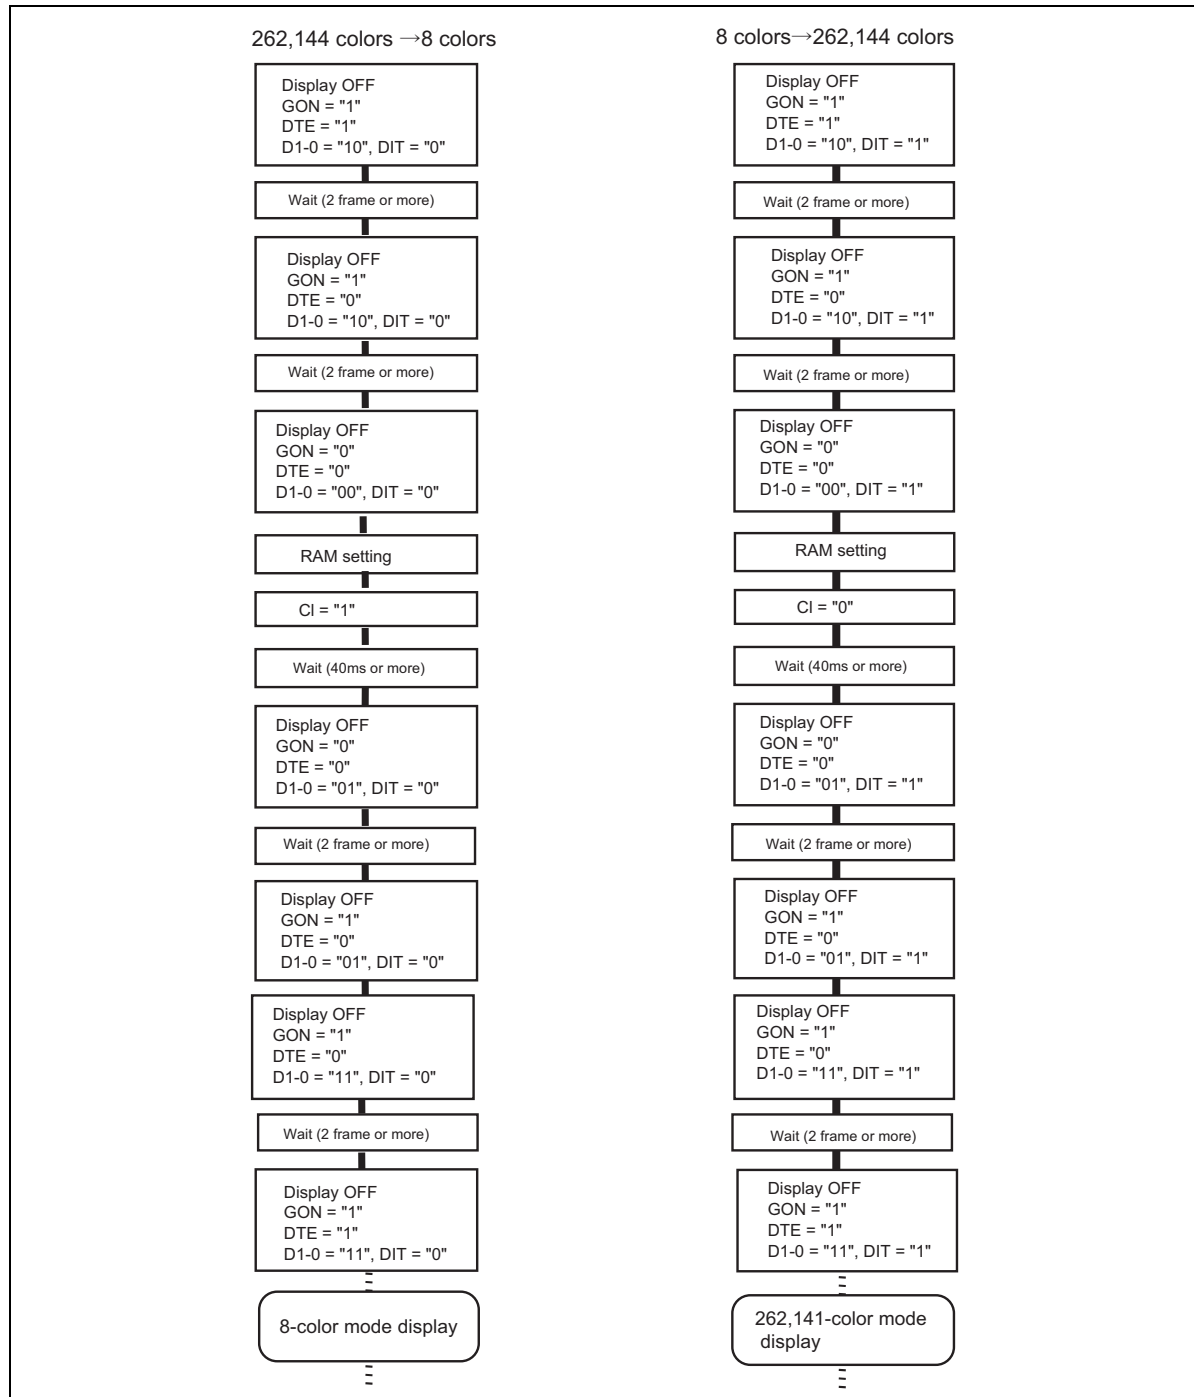 262,144 colors →8 colors
Display OFF
GON = "1"
DTE = "1"
D1-0 = "10", DIT = "0"
Wait (2 frame or more)
Display OFF
GON = "1"
DTE = "0"
D1-0 = "10", DIT = "0"
Wait (2 frame or more)
Display OFF
GON = "0"
DTE = "0"
D1-0 = "00", DIT = "0"
RAM setting
Cl = "1"
Wait (40ms or more)
Display OFF
GON = "0"
DTE = "0"
D1-0 = "01", DIT = "0"
Wait (2 frame or more)
Display OFF
GON = "1"
DTE = "0"
D1-0 = "01", DIT = "0"
Display OFF
GON = "1"
DTE = "0"
D1-0 = "11", DIT = "0"
Wait (2 frame or more)
Display OFF
GON = "1"
DTE = "1"
D1-0 = "11", DIT = "0"
8-color mode display
8 colors→262,144 colors
Display OFF
GON = "1"
DTE = "1"
D1-0 = "10", DIT = "1"
Wait (2 frame or more)
Display OFF
GON = "1"
DTE = "0"
D1-0 = "10", DIT = "1"
Wait (2 frame or more)
Display OFF
GON = "0"
DTE = "0"
D1-0 = "00", DIT = "1"
RAM setting
Cl = "0"
Wait (40ms or more)
Display OFF
GON = "0"
DTE = "0"
D1-0 = "01", DIT = "1"
Wait (2 frame or more)
Display OFF
GON = "1"
DTE = "0"
D1-0 = "01", DIT = "1"
Display OFF
GON = "1"
DTE = "0"
D1-0 = "11", DIT = "1"
Wait (2 frame or more)
Display OFF
GON = "1"
DTE = "1"
D1-0 = "11", DIT = "1"
262,141-color mode
display